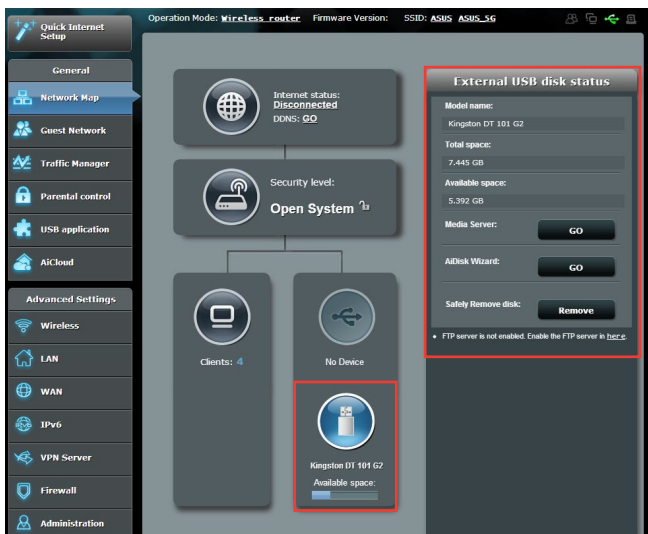 Quick Internet
Setup
Operation Mode: Wireless router Firmware Version: SSID: ASUS ASUS_5G
General
Network Map
Guest Network
Traffic Manager
Parental control
USB application
AiCloud
Advanced Settings
Wireless
LAN
WAN
IPv6
VPN Server
Firewall
Administration
Internet status:
Disconnected
DDNS: GO
Security level:
Open System
Clients: 4
No Device
Kingston DT 101 G2
Available space:
External USB disk status
Model name:
Kingston DT 101 G2
Total space:
7.445 GB
Available space:
5.392 GB
Media Server: GO
AiDisk Wizard: GO
Safely Remove disk: Remove
• FTP server is not enabled. Enable the FTP server in here.